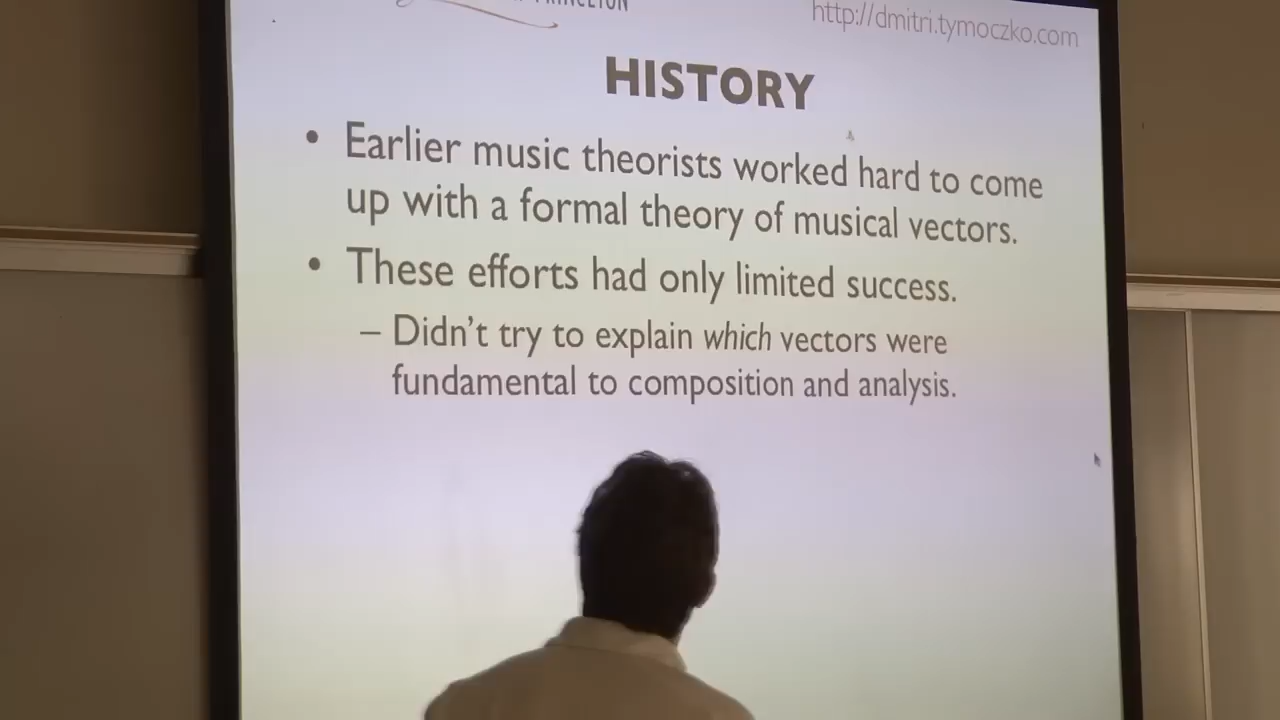 PRINCETON
http://dmitri.tymoczko.com
HISTORY
• Earlier music theorists worked hard to come
up with a formal theory of musical vectors.
• These efforts had only limited success.
– Didn't try to explain which vectors were
fundamental to composition and analysis.